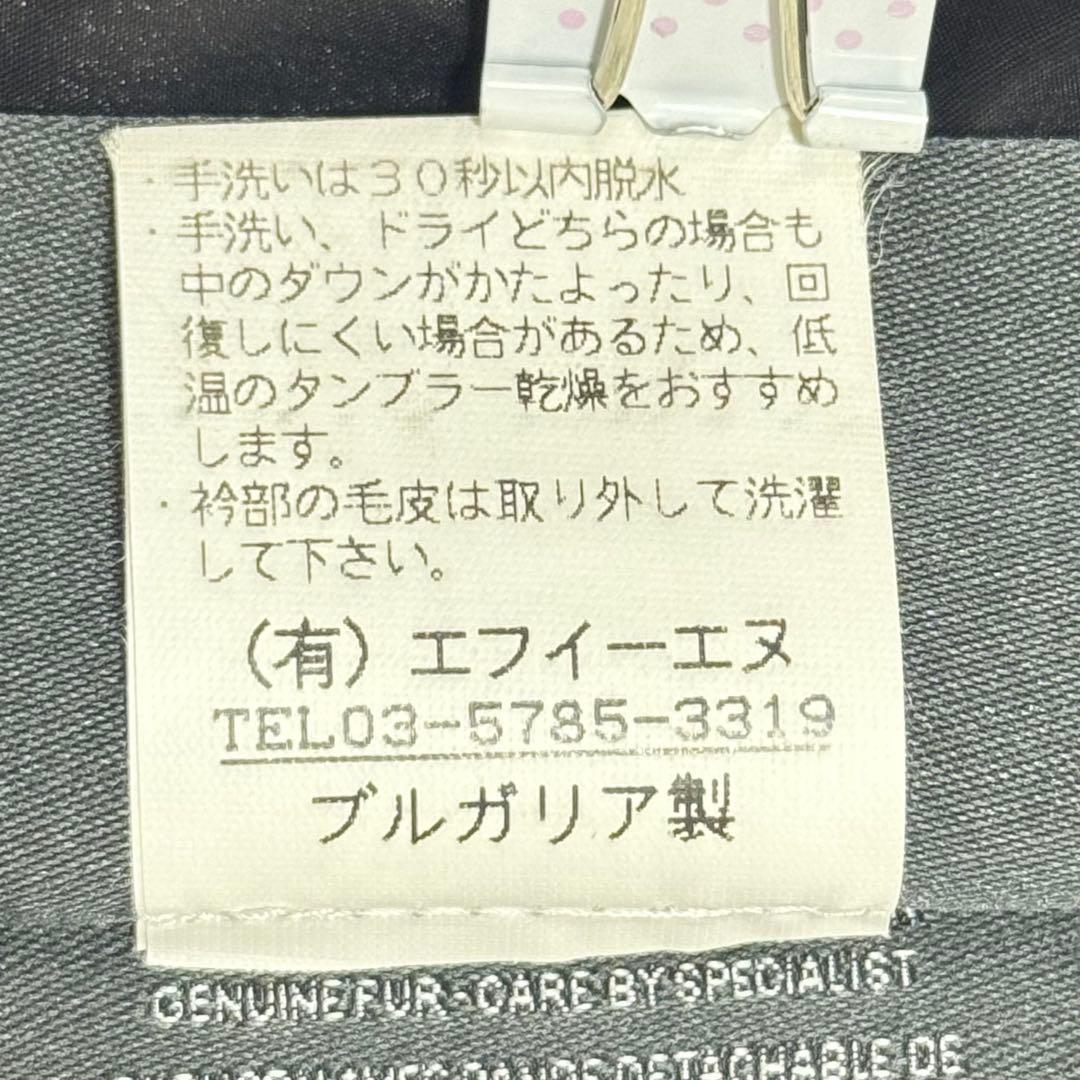 ・手洗いは３０秒以内脱水
・手洗い、ドライどちらの場合も
中のダウンがかたよったり、回
復しにくい場合があるため、低
温のタンブラー乾燥をおすすめ
します。
・衿部の毛皮は取り外して洗濯
して下さい。
（有）エフイーエヌ
TEL03-5785-3319
ブルガリア製
GENUINE FUR-CARE BY SPECIALIST
DETACHABLE DE